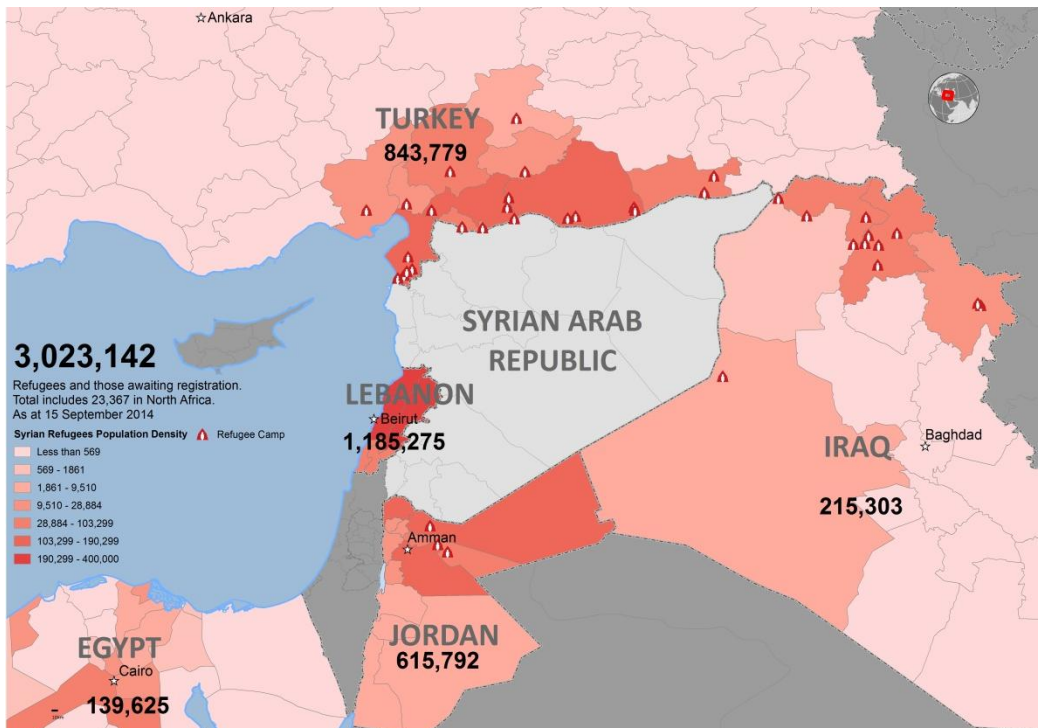 Ankara
TURKEY
843,779
SYRIAN ARAB
REPUBLIC
3,023,142
Refugees and those awaiting registration.
Total includes 23,367 in North Africa.
As at 15 September 2014
Syrian Refugees Population Density
Refugee Camp
Less than 569
569 - 1861
1,861 - 9,510
9,510 - 28,884
28,884 - 103,299
103,299 - 190,299
190,299 - 400,000
LEBANON
Beirut
1,185,275
IRAQ
Baghdad
215,303
Amman
JORDAN
615,792
EGYPT
Cairo
139,625